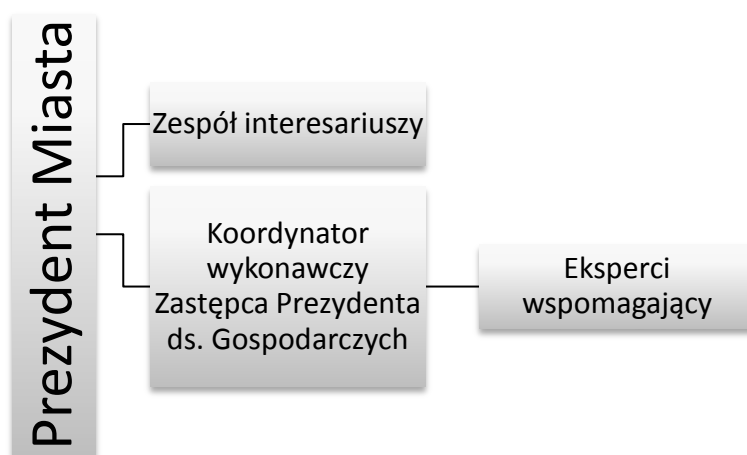 Prezydent Miasta
Zespół interesariuszy
Koordynator
wykonawczy
Zastępca Prezydenta
ds. Gospodarczych
Eksperci
wspomagający